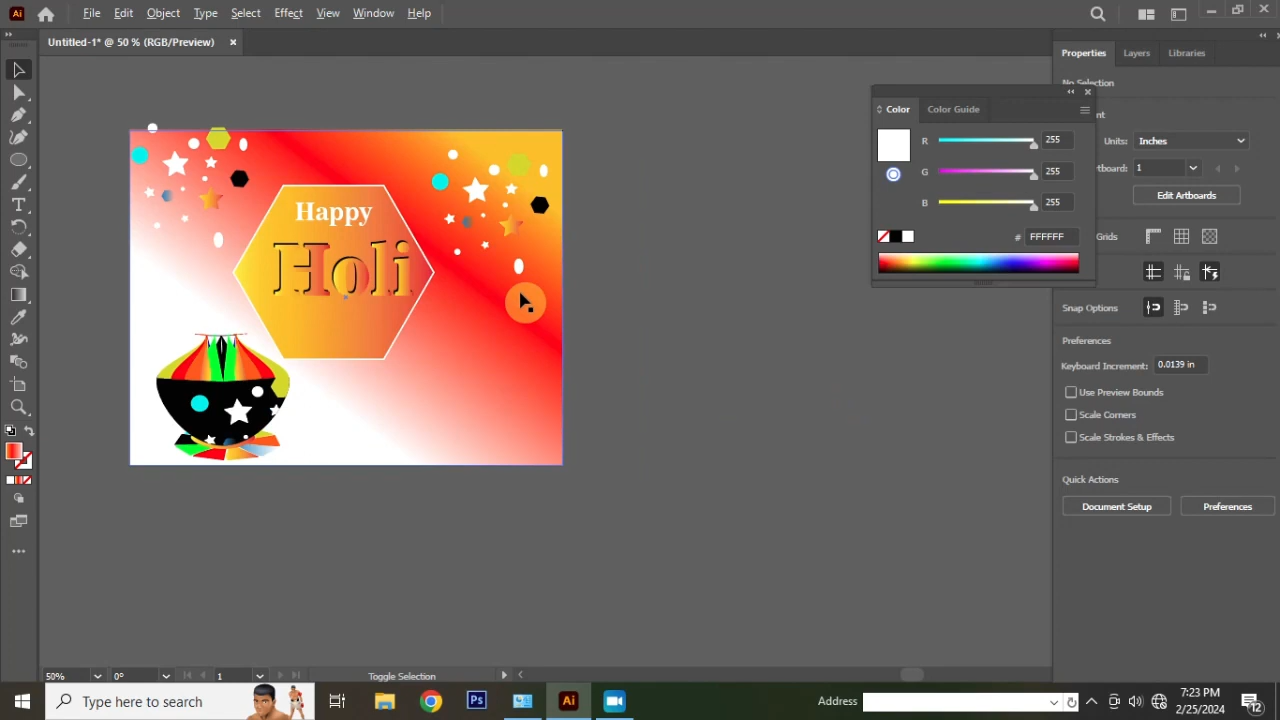 Ai File Edit Object Type Select Effect View Window Help
Untitled-1* @ 50 % (RGB/Preview) ×
Properties Layers Libraries
No Selection
Color Color Guide
R 255
G 255
B 255
# FFFFFF
Units: Inches
1
Edit Artboards
Grids
Snap Options
Preferences
Keyboard Increment: 0.0139 in
Use Preview Bounds
Scale Corners
Scale Strokes & Effects
Quick Actions
Document Setup Preferences
Happy
Holi
50% 0° 1 Toggle Selection
Type here to search
Ps Ai
Address
7:23 PM
2/25/2024
12